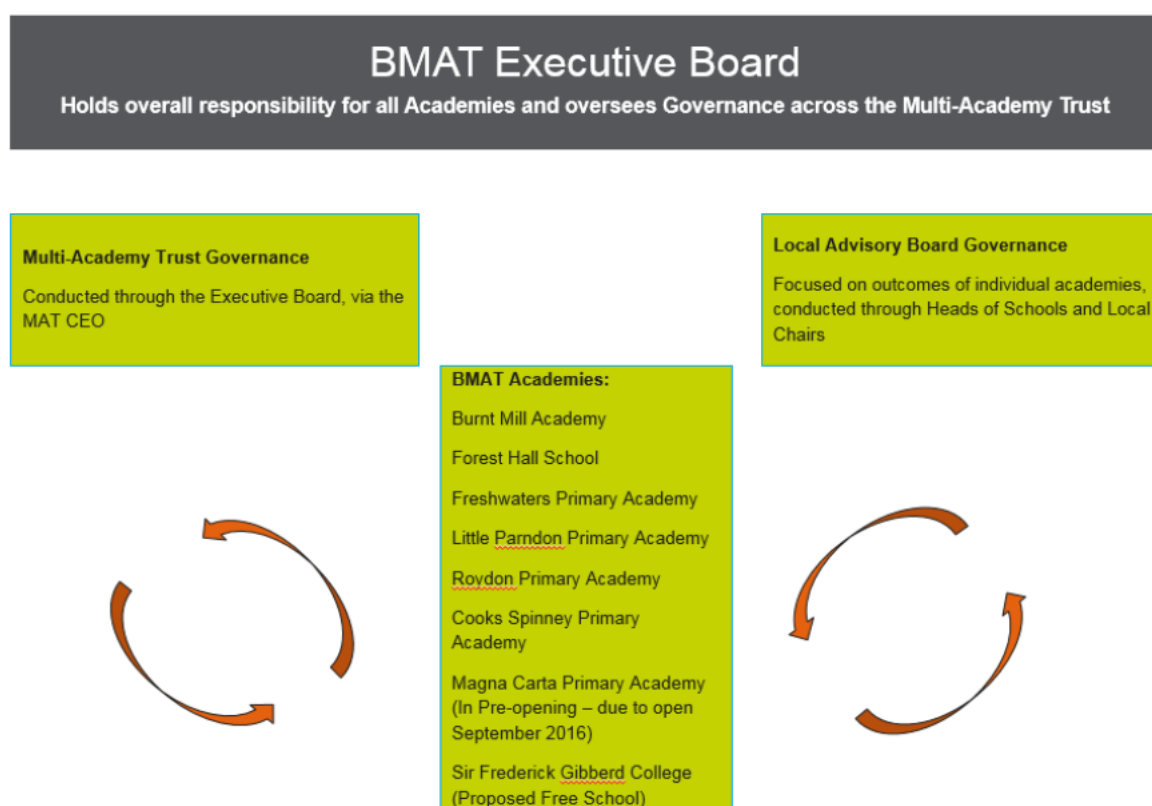 BMAT Executive Board
Holds overall responsibility for all Academies and oversees Governance across the Multi-Academy Trust
Multi-Academy Trust Governance
Conducted through the Executive Board, via the
MAT CEO
Local Advisory Board Governance
Focused on outcomes of individual academies,
conducted through Heads of Schools and Local
Chairs
BMAT Academies:
Burnt Mill Academy
Forest Hall School
Freshwaters Primary Academy
Little Parndon Primary Academy
Roydon Primary Academy
Cooks Spinney Primary
Academy
Magna Carta Primary Academy
(In Pre-opening – due to open
September 2016)
Sir Frederick Gibberd College
(Proposed Free School)